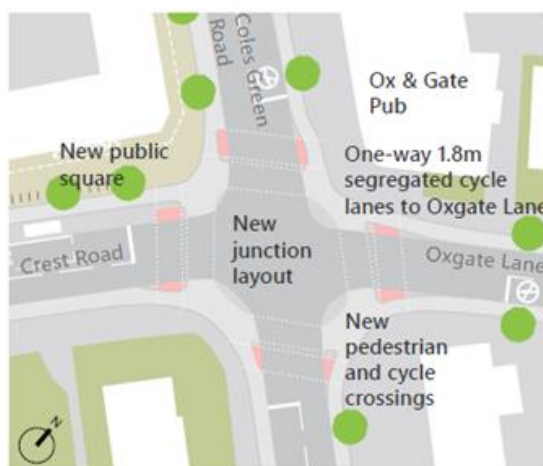 Coles Green
Road
Ox & Gate
Pub
New public
square
One-way 1.8m
segregated cycle
lanes to Oxgate Lane
Crest Road
New
junction
layout
Oxgate Lane
New
pedestrian
and cycle
crossings
N